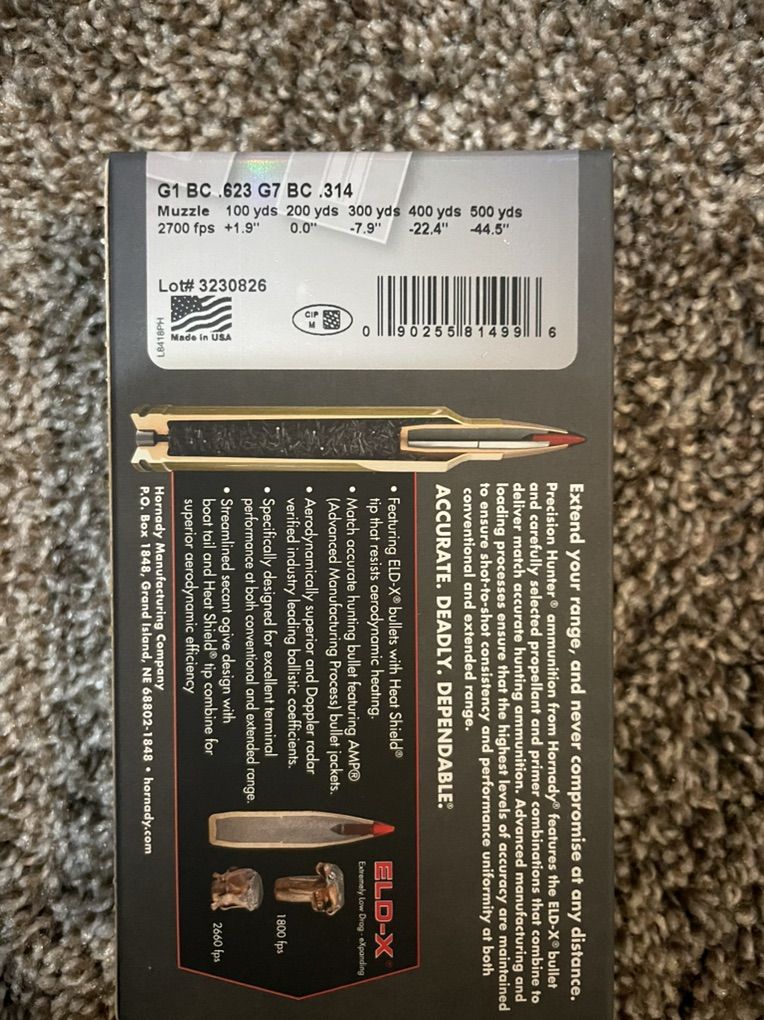 G1 BC .623 G7 BC .314
Muzzle 100 yds 200 yds 300 yds 400 yds 500 yds
2700 fps +1.9" 0.0" -7.9" -22.4" -44.5"
Lot# 3230826
Made in USA
CIP
M
0 90255 81499 6
L8418PH
Extend your range, and never compromise at any distance.
Precision Hunter® ammunition from Hornady® features the ELD-X® bullet
and carefully selected propellant and primer combinations that combine to
deliver match accurate hunting ammunition. Advanced manufacturing and
loading processes ensure that the highest levels of accuracy are maintained
to ensure shot-to-shot consistency and performance uniformity at both
conventional and extended range.
ACCURATE. DEADLY. DEPENDABLE.®
• Featuring ELD-X® bullets with Heat Shield®
tip that resists aerodynamic heating.
• Match accurate hunting bullet featuring AMP®
(Advanced Manufacturing Process) bullet jackets.
• Aerodynamically superior and Doppler radar
verified industry leading ballistic coefficients.
• Specifically designed for excellent terminal
performance at both conventional and extended range.
• Streamlined secant ogive design with
boat tail and Heat Shield® tip combine for
superior aerodynamic efficiency
ELD-X®
Extremely Low Drag - eXpanding
1800 fps
2660 fps
Hornady Manufacturing Company
P.O. Box 1848, Grand Island, NE 68802-1848 • hornady.com